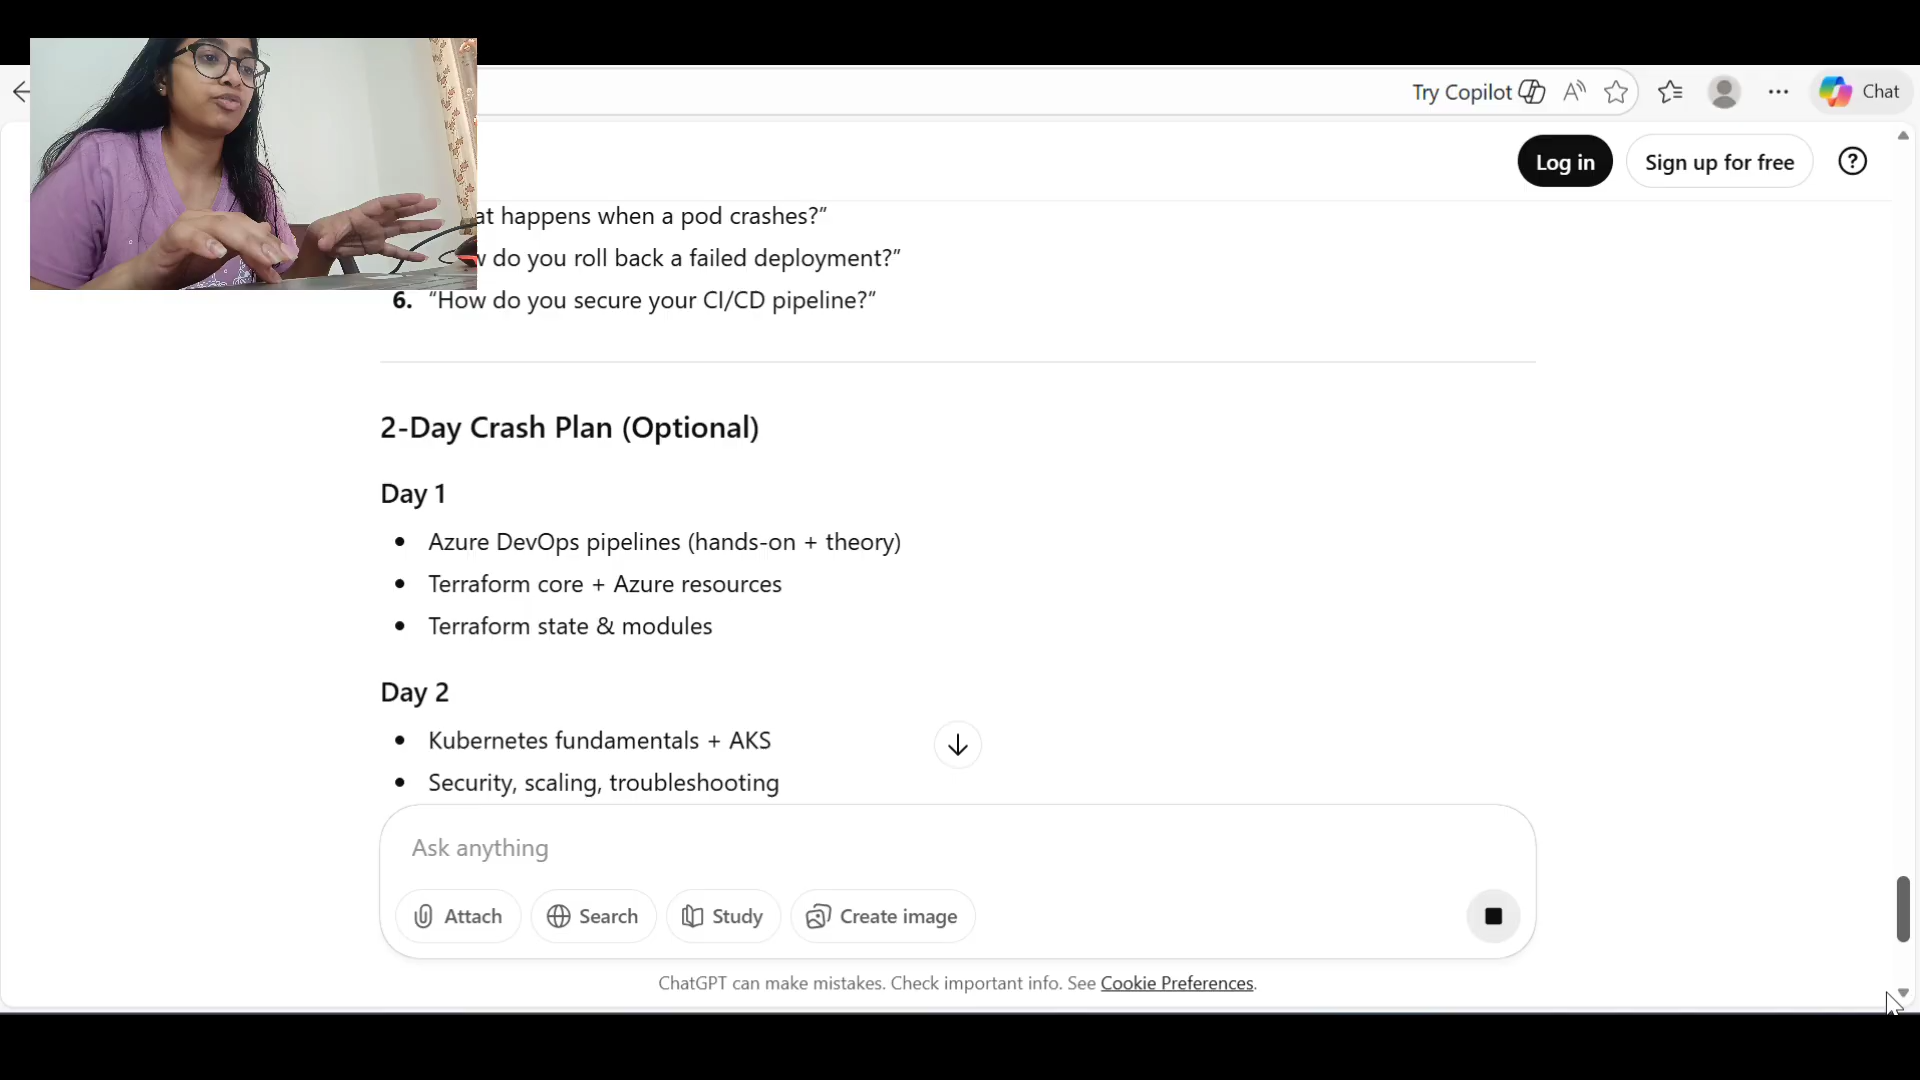 Try Copilot
Chat
Log in
Sign up for free
at happens when a pod crashes?”
do you roll back a failed deployment?”
6. “How do you secure your CI/CD pipeline?”
2-Day Crash Plan (Optional)
Day 1
• Azure DevOps pipelines (hands-on + theory)
• Terraform core + Azure resources
• Terraform state & modules
Day 2
• Kubernetes fundamentals + AKS
• Security, scaling, troubleshooting
Ask anything
Attach
Search
Study
Create image
ChatGPT can make mistakes. Check important info. See Cookie Preferences.